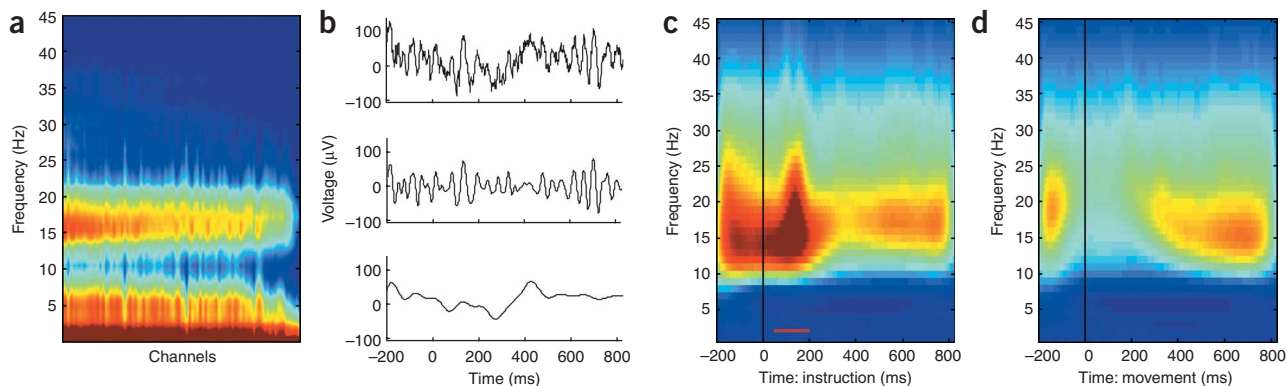 a
45
40
35
30
25
20
15
10
5
Frequency (Hz)
Channels
b
100
0
–100
100
0
–100
100
0
–100
Voltage (µV)
–200 0 200 400 600 800
Time (ms)
c
45
40
35
30
25
20
15
10
5
Frequency (Hz)
–200 0 200 400 600 800
Time: instruction (ms)
d
45
40
35
30
25
20
15
10
5
Frequency (Hz)
–200 0 200 400 600 800
Time: movement (ms)